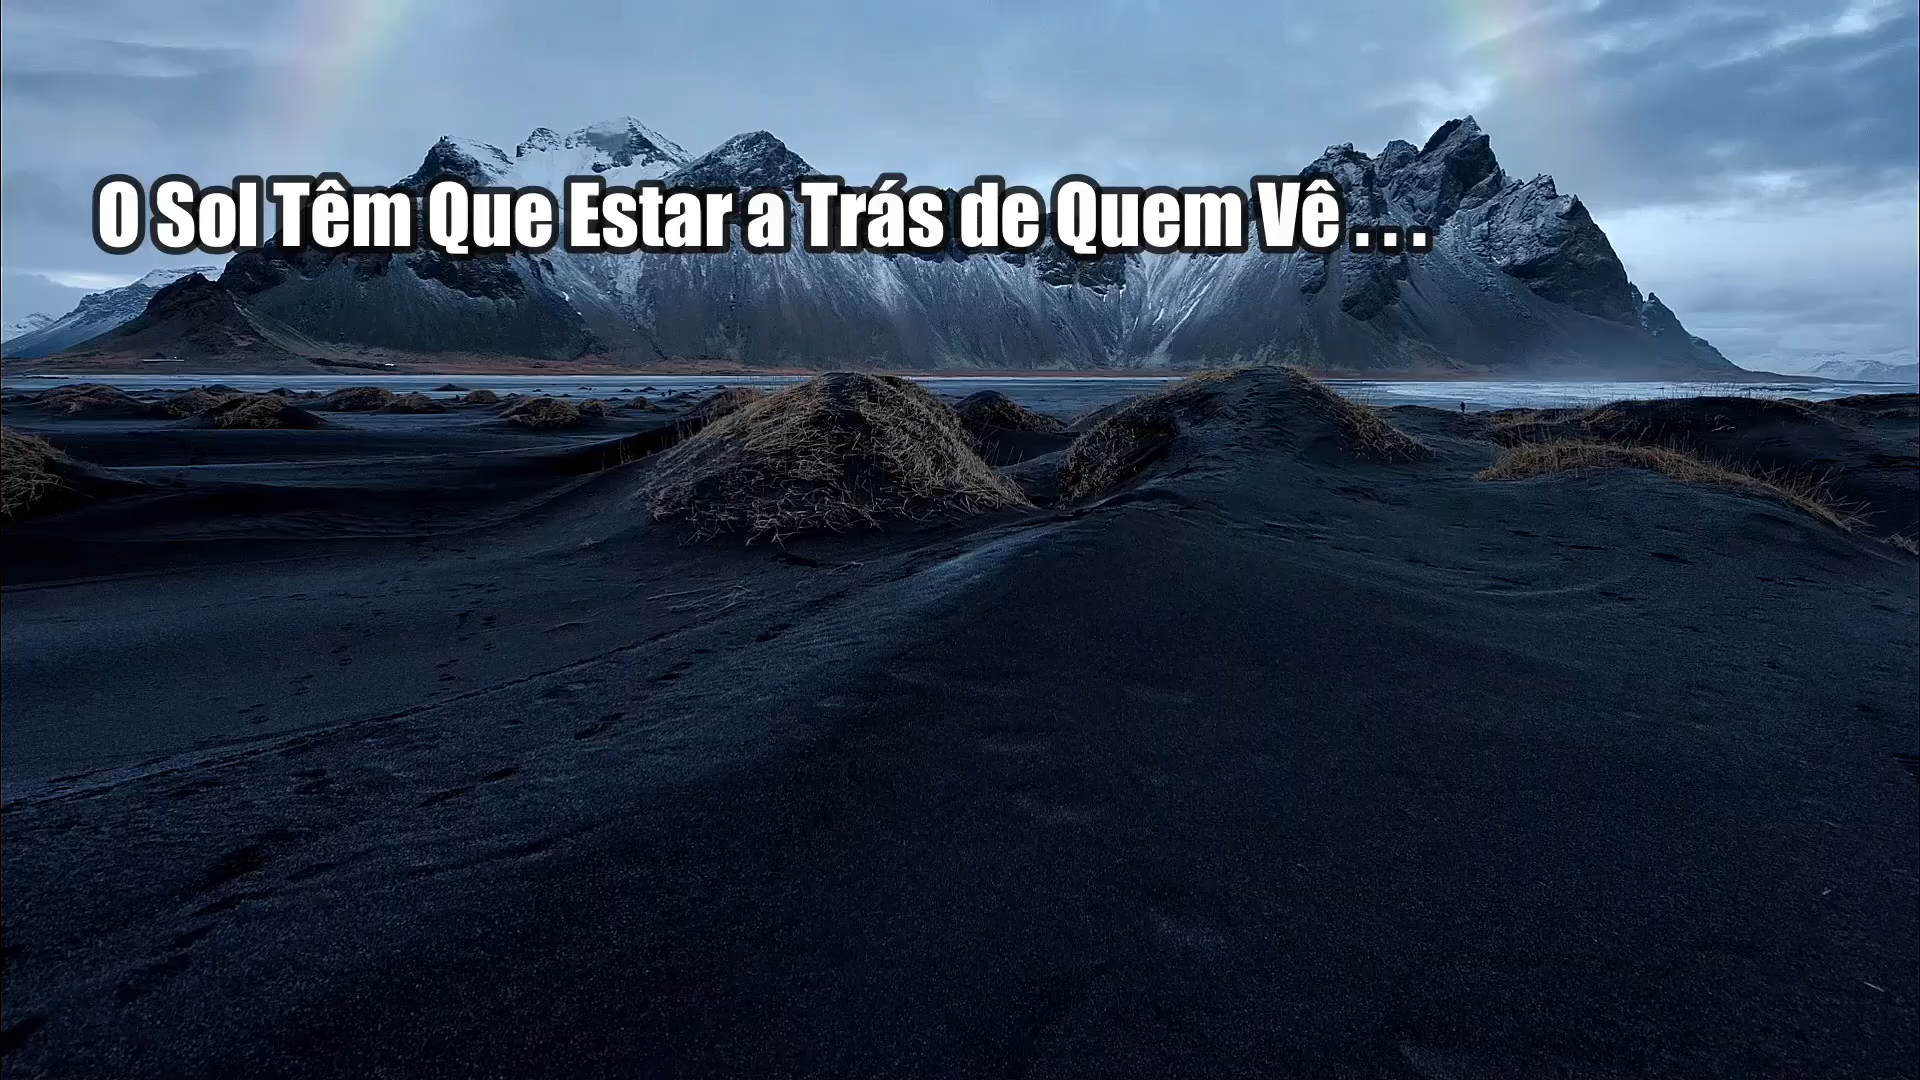 O Sol Têm Que Estar a Trás de Quem Vê . . .